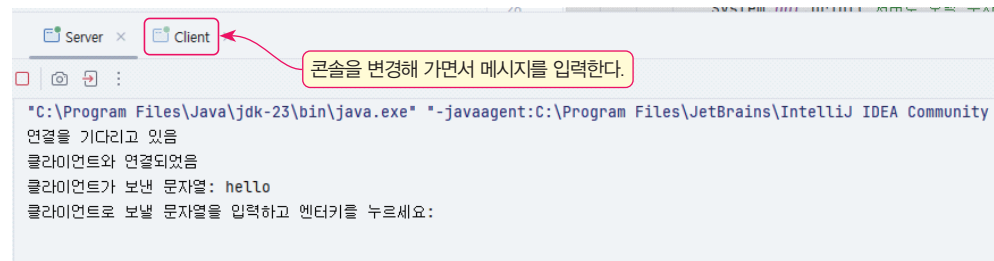 Server × Client
콘솔을 변경해 가면서 메시지를 입력한다.
"C:\Program Files\Java\jdk-23\bin\java.exe" "-javaagent:C:\Program Files\JetBrains\IntelliJ IDEA Community
연결을 기다리고 있음
클라이언트와 연결되었음
클라이언트가 보낸 문자열: hello
클라이언트로 보낼 문자열을 입력하고 엔터키를 누르세요: